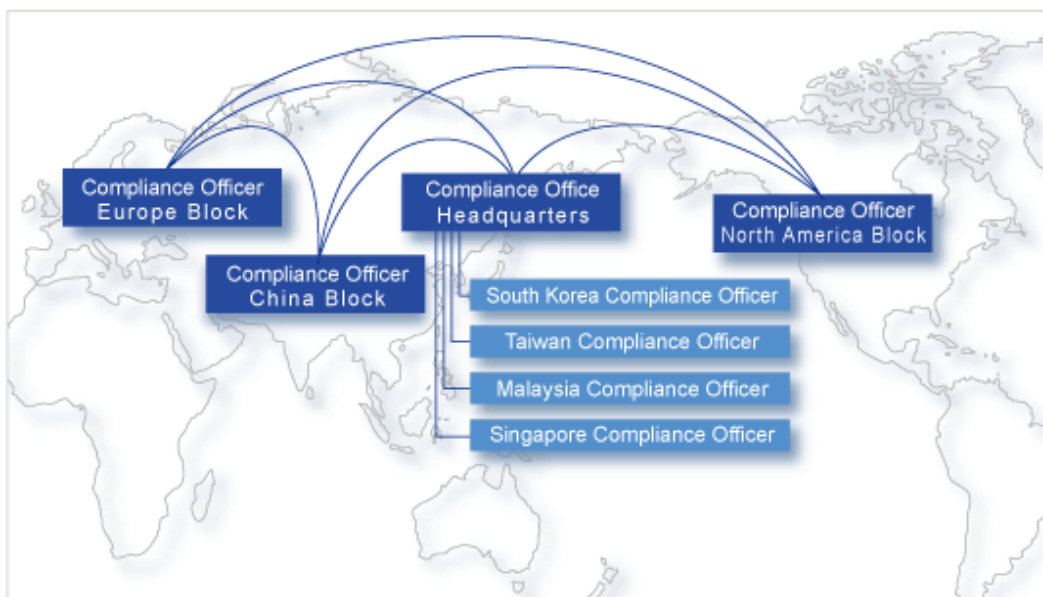 Compliance Officer
Europe Block
Compliance Office
Headquarters
Compliance Officer
North America Block
Compliance Officer
China Block
South Korea Compliance Officer
Taiwan Compliance Officer
Malaysia Compliance Officer
Singapore Compliance Officer